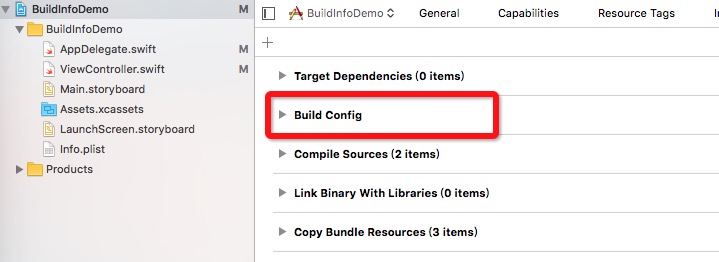 BuildInfoDemo M
BuildInfoDemo
AppDelegate.swift M
ViewController.swift M
Main.storyboard
Assets.xcassets
LaunchScreen.storyboard
Info.plist
Products
BuildInfoDemo General Capabilities Resource Tags In
Target Dependencies (0 items)
Build Config
Compile Sources (2 items)
Link Binary With Libraries (0 items)
Copy Bundle Resources (3 items)